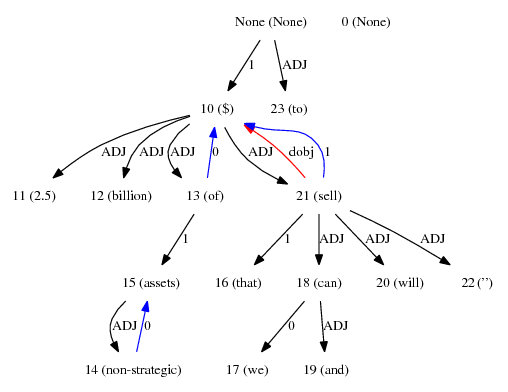 None (None) 0 (None)
1 ADJ
10 ($) 23 (to)
ADJ ADJ ADJ 0 ADJ dobj 1
11 (2.5) 12 (billion) 13 (of) 21 (sell)
1 1 ADJ ADJ ADJ
15 (assets) 16 (that) 18 (can) 20 (will) 22 ('')
ADJ 0 0 ADJ
14 (non-strategic) 17 (we) 19 (and)